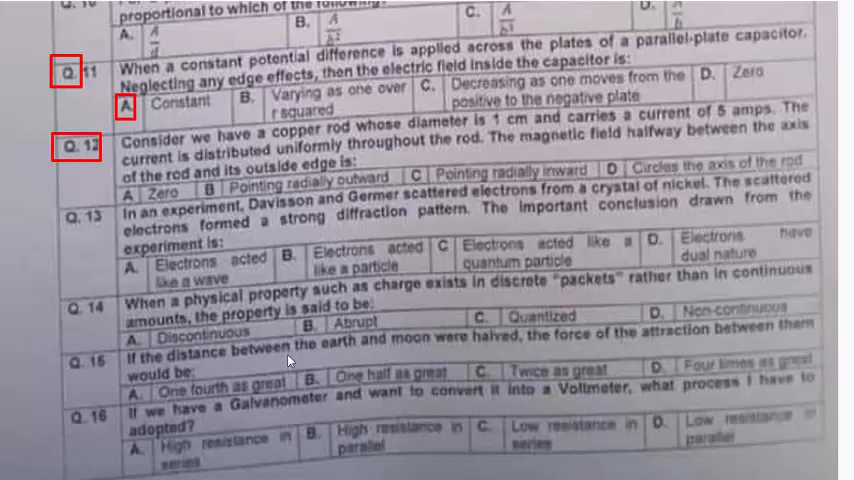 proportional to which of the following?
A. A B. A C. A D. A
Q. 11 When a constant potential difference is applied across the plates of a parallel-plate capacitor.
Neglecting any edge effects, then the electric field inside the capacitor is:
A. Constant B. Varying as one over r squared C. Decreasing as one moves from the positive to the negative plate D. Zero
Q. 12 Consider we have a copper rod whose diameter is 1 cm and carries a current of 5 amps. The
current is distributed uniformly throughout the rod. The magnetic field halfway between the axis
of the rod and its outside edge is:
A Zero B Pointing radially outward C Pointing radially inward D Circles the axis of the rod
Q. 13 In an experiment, Davisson and Germer scattered electrons from a crystal of nickel. The scattered
electrons formed a strong diffraction pattern. The Important conclusion drawn from the
experiment is:
A. Electrons acted like a wave B. Electrons acted like a particle C Electrons acted like a quantum particle D. Electrons have dual nature
Q. 14 When a physical property such as charge exists in discrete "packets" rather than in continuous
amounts, the property is said to be:
A. Discontinuous B. Abrupt C. Quantized D. Non-continuous
Q. 15 If the distance between the earth and moon were halved, the force of the attraction between them
would be:
A. One fourth as great B. One half as great C. Twice as great D. Four times as great
Q. 16 If we have a Galvanometer and want to convert it into a Voltmeter, what process I have to
adopted?
A. High resistance in series B. High resistance in parallel C. Low resistance in series D. Low resistance in parallel